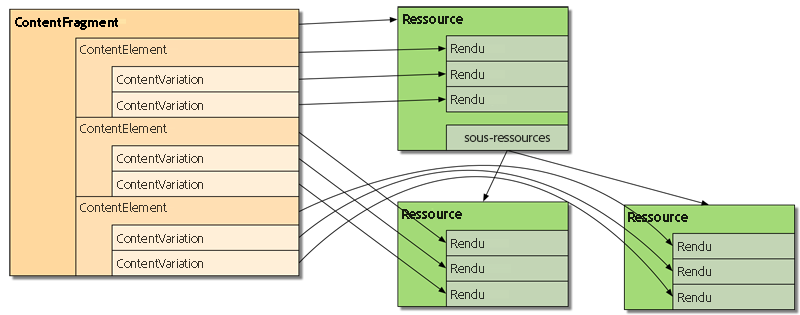 ContentFragment
ContentElement
ContentVariation
ContentVariation
ContentElement
ContentVariation
ContentVariation
ContentElement
ContentVariation
ContentVariation
Ressource
Rendu
Rendu
Rendu
sous-ressources
Ressource
Rendu
Rendu
Rendu
Ressource
Rendu
Rendu
Rendu